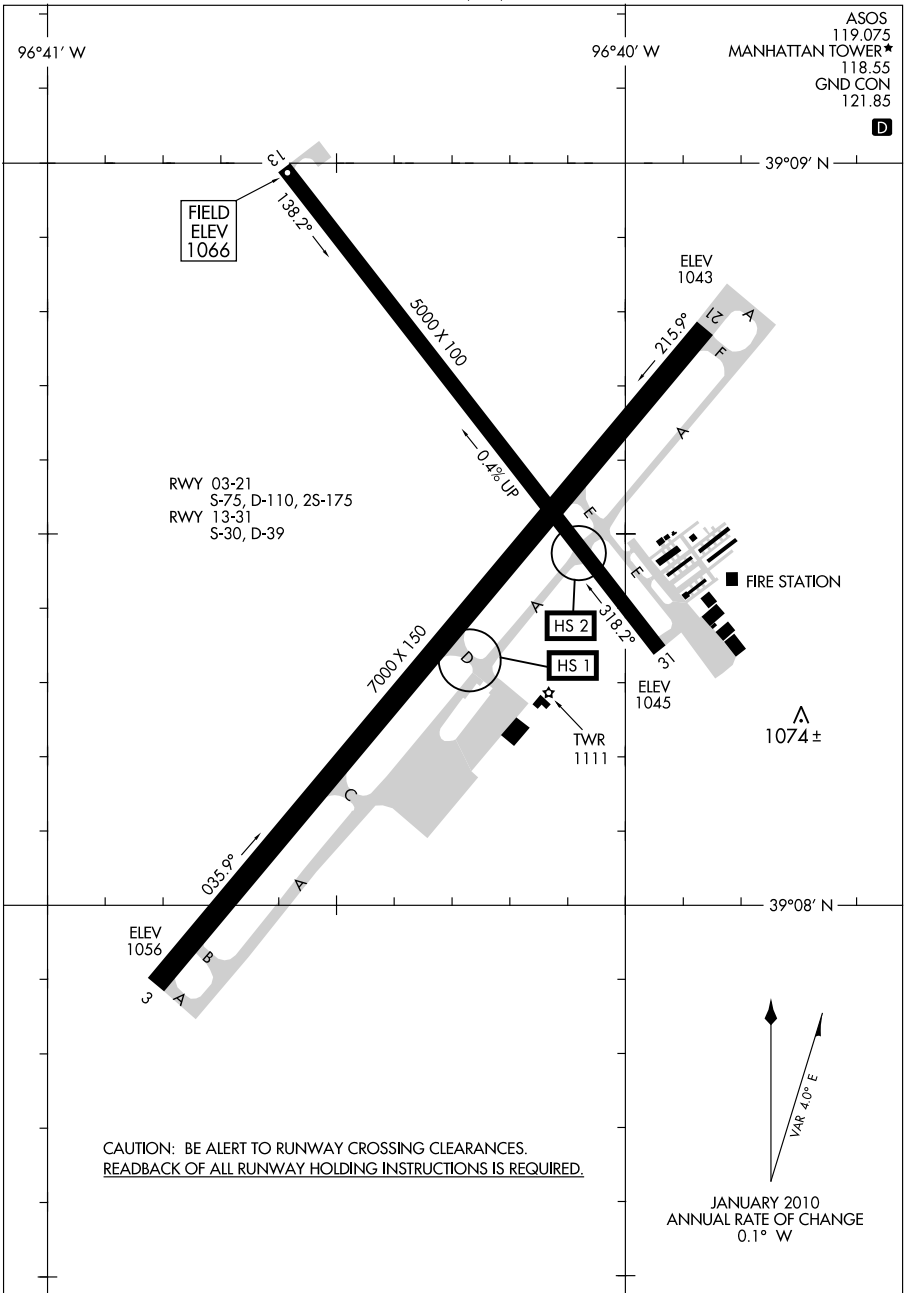 ASOS
119.075
MANHATTAN TOWER★
118.55
GND CON
121.85
D
96°41' W
96°40' W
39°09' N
13
138.2°
FIELD
ELEV
1066
5000 X 100
ELEV
1043
21
A
F
215.9°
A
0.4% UP
RWY 03-21
S-75, D-110, 2S-175
RWY 13-31
S-30, D-39
E
E
FIRE STATION
A
HS 2
318.2°
31
ELEV
1045
7000 X 150
D
HS 1
TWR
1111
1074±
C
035.9°
A
39°08' N
ELEV
1056
B
3
A
VAR 4.0° E
CAUTION: BE ALERT TO RUNWAY CROSSING CLEARANCES.
READBACK OF ALL RUNWAY HOLDING INSTRUCTIONS IS REQUIRED.
JANUARY 2010
ANNUAL RATE OF CHANGE
0.1° W